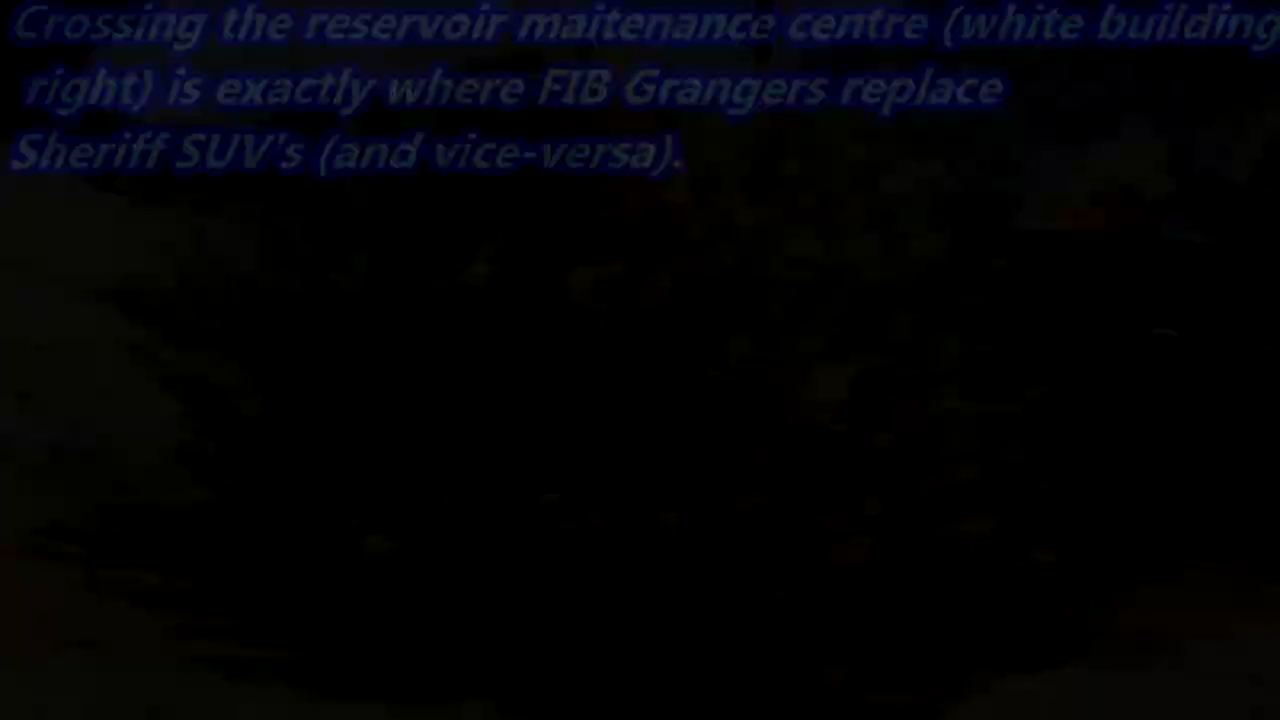 Crossing the reservoir maitenance centre (white building
right) is exactly where FIB Grangers replace
Sheriff SUV's (and vice-versa).